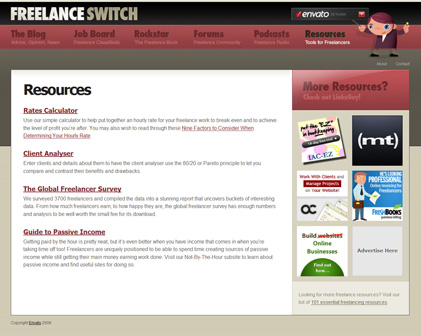 FREELANCE SWITCH
envato
The Blog
Advice, Opinion, News
Job Board
Freelance Classifieds
Rockstar
The Freelance Book
Forums
Freelance Community
Podcasts
Freelance Radio
Resources
Tools for Freelancers
About
Contact
Resources
Rates Calculator
Use our simple calculator to help put together an hourly rate for your freelance work to break even and to achieve
the level of profit you're after. You may also wish to read through these Nine Factors to Consider When
Determining Your Hourly Rate
Client Analyser
Enter clients and details about them to have the client analyser use the 80/20 or Pareto principle to let you
compare and contrast their benefits and drawbacks.
The Global Freelancer Survey
We surveyed 3700 freelancers and compiled the data into a stunning report that uncovers buckets of interesting
data. From how much freelancers earn, to how happy they are, the global freelancer survey has enough numbers
and analysis to be well worth the small fee for its download.
Guide to Passive Income
Getting paid by the hour is pretty neat, but it's even better when you have income that comes in when you're
taking time off too! Freelancers are uniquely positioned to be able to spend time creating sources of passive
income while still getting their main money earning work done. Visit our Not-By-The-Hour subsite to learn about
passive income and find useful sites for doing so.
More Resources?
Check out Linkely!
put the E-Z
in bookkeeping
TAC-EZ
(mt)
Work With Clients and
Manage Projects
on Your Website!
HE'S LOOKING
PROFESSIONAL
Online Invoicing for
Freelancers
FRESHBOOKS
Build websites
Online
Businesses
Find out
how...
Advertise Here
Looking for more freelance resources? Visit our
list of 101 essential freelancing resources.
Copyright Envato 2008